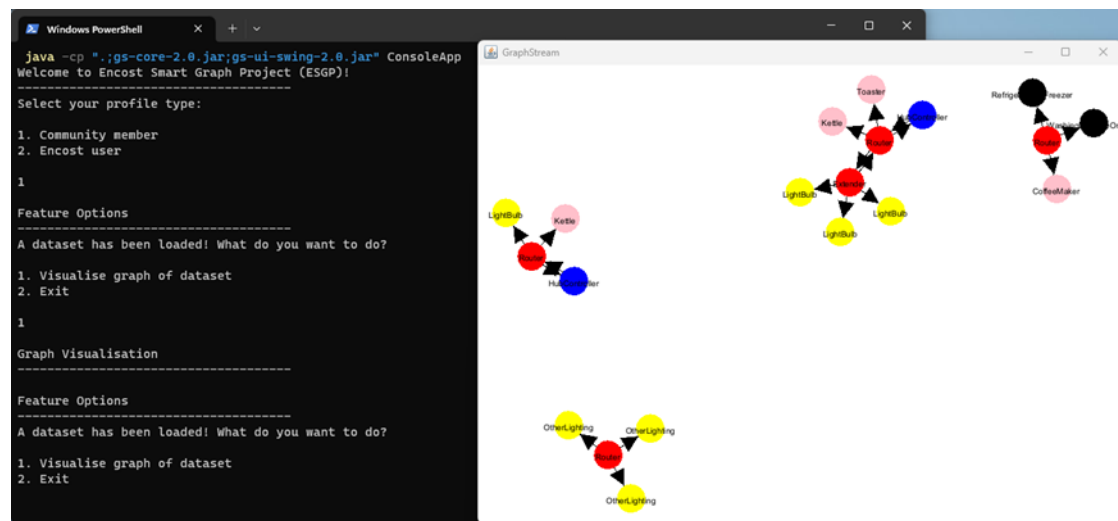 Windows PowerShell
java -cp ".;gs-core-2.0.jar;gs-ui-swing-2.0.jar" ConsoleApp
Welcome to Encost Smart Graph Project (ESGP)!
-------------------------------------
Select your profile type:
1. Community member
2. Encost user
1
Feature Options
-------------------------------------
A dataset has been loaded! What do you want to do?
1. Visualise graph of dataset
2. Exit
1
Graph Visualisation
-------------------------------------
Feature Options
-------------------------------------
A dataset has been loaded! What do you want to do?
1. Visualise graph of dataset
2. Exit
GraphStream
Toaster
Kettle
Router
Extender
LightBulb
LightBulb
LightBulb
Router
CoffeeMaker
LightBulb
Kettle
Router
OtherLighting
OtherLighting
Router
OtherLighting